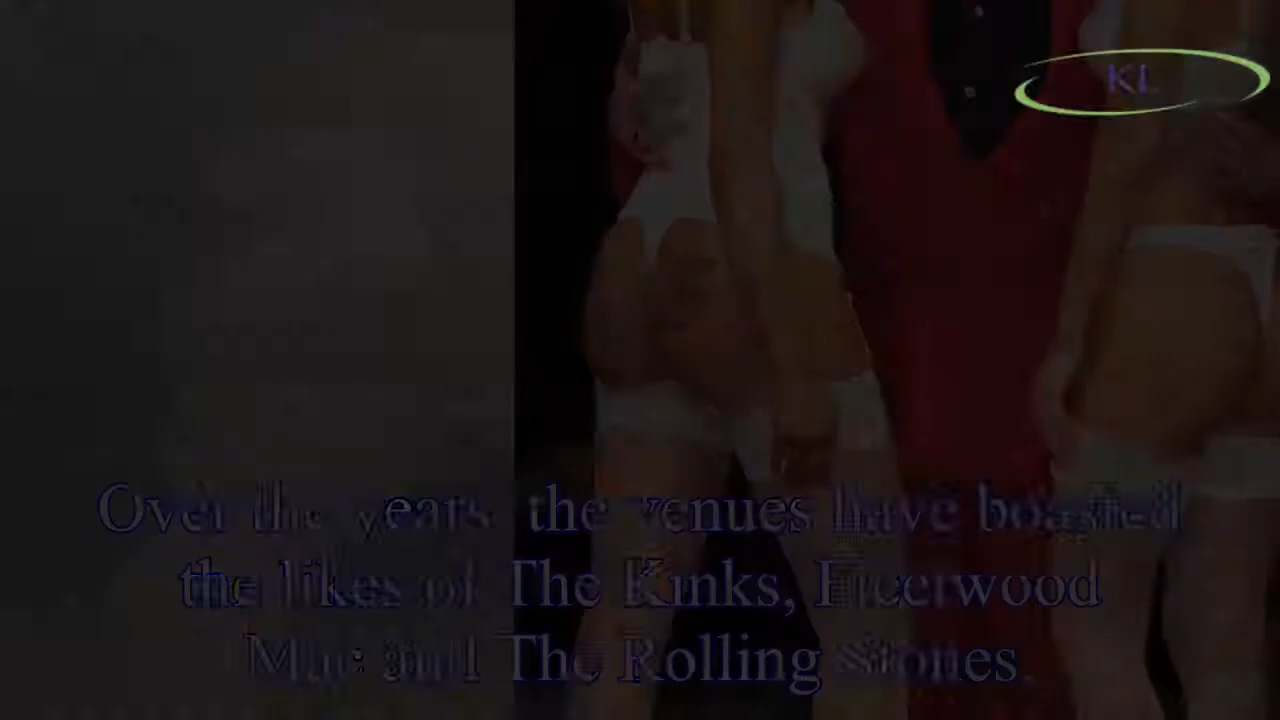 KL
Over the years the venues have boasted
the likes of The Kinks, Fleetwood
Mac and The Rolling Stones.